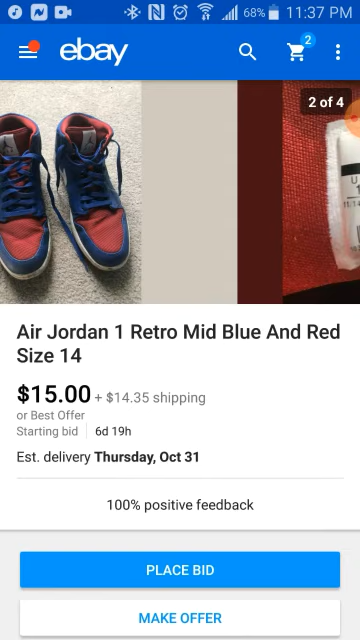 68% 11:37 PM
ebay
2
2 of 4
Air Jordan 1 Retro Mid Blue And Red
Size 14
$15.00 + $14.35 shipping
or Best Offer
Starting bid 6d 19h
Est. delivery Thursday, Oct 31
100% positive feedback
PLACE BID
MAKE OFFER